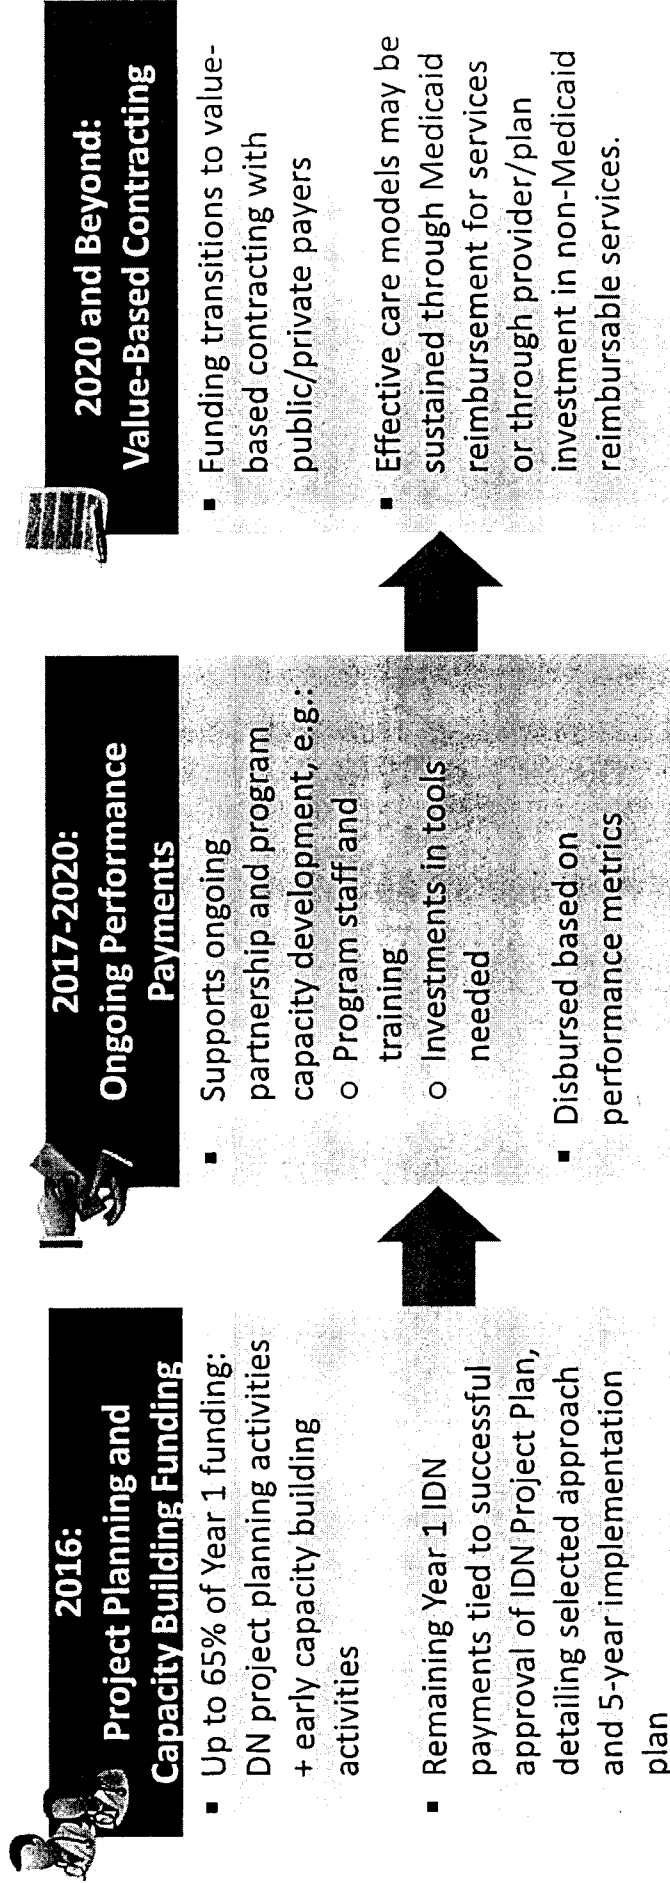 2016:
Project Planning and
Capacity Building Funding
▪ Up to 65% of Year 1 funding:
DN project planning activities
+ early capacity building
activities
▪ Remaining Year 1 IDN
payments tied to successful
approval of IDN Project Plan,
detailing selected approach
and 5-year implementation
plan
2017-2020:
Ongoing Performance
Payments
▪ Supports ongoing
partnership and program
capacity development, e.g.:
o Program staff and
training
o Investments in tools
needed
▪ Disbursed based on
performance metrics
2020 and Beyond:
Value-Based Contracting
▪ Funding transitions to value-
based contracting with
public/private payers
▪ Effective care models may be
sustained through Medicaid
reimbursement for services
or through provider/plan
investment in non-Medicaid
reimbursable services.